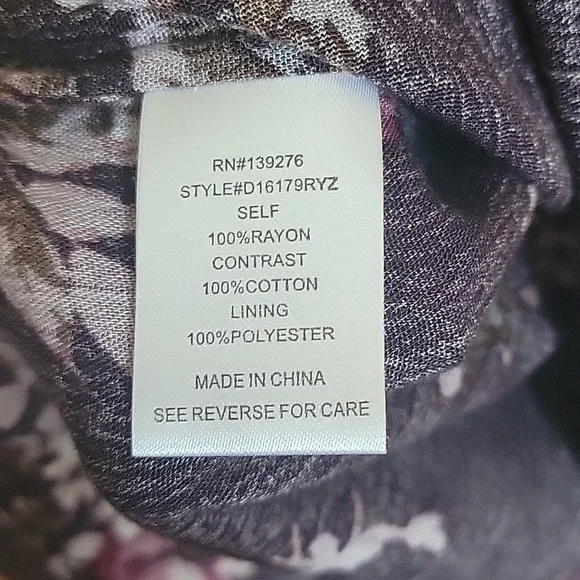 RN#139276
STYLE#D16179RYZ
SELF
100%RAYON
CONTRAST
100%COTTON
LINING
100%POLYESTER
MADE IN CHINA
SEE REVERSE FOR CARE